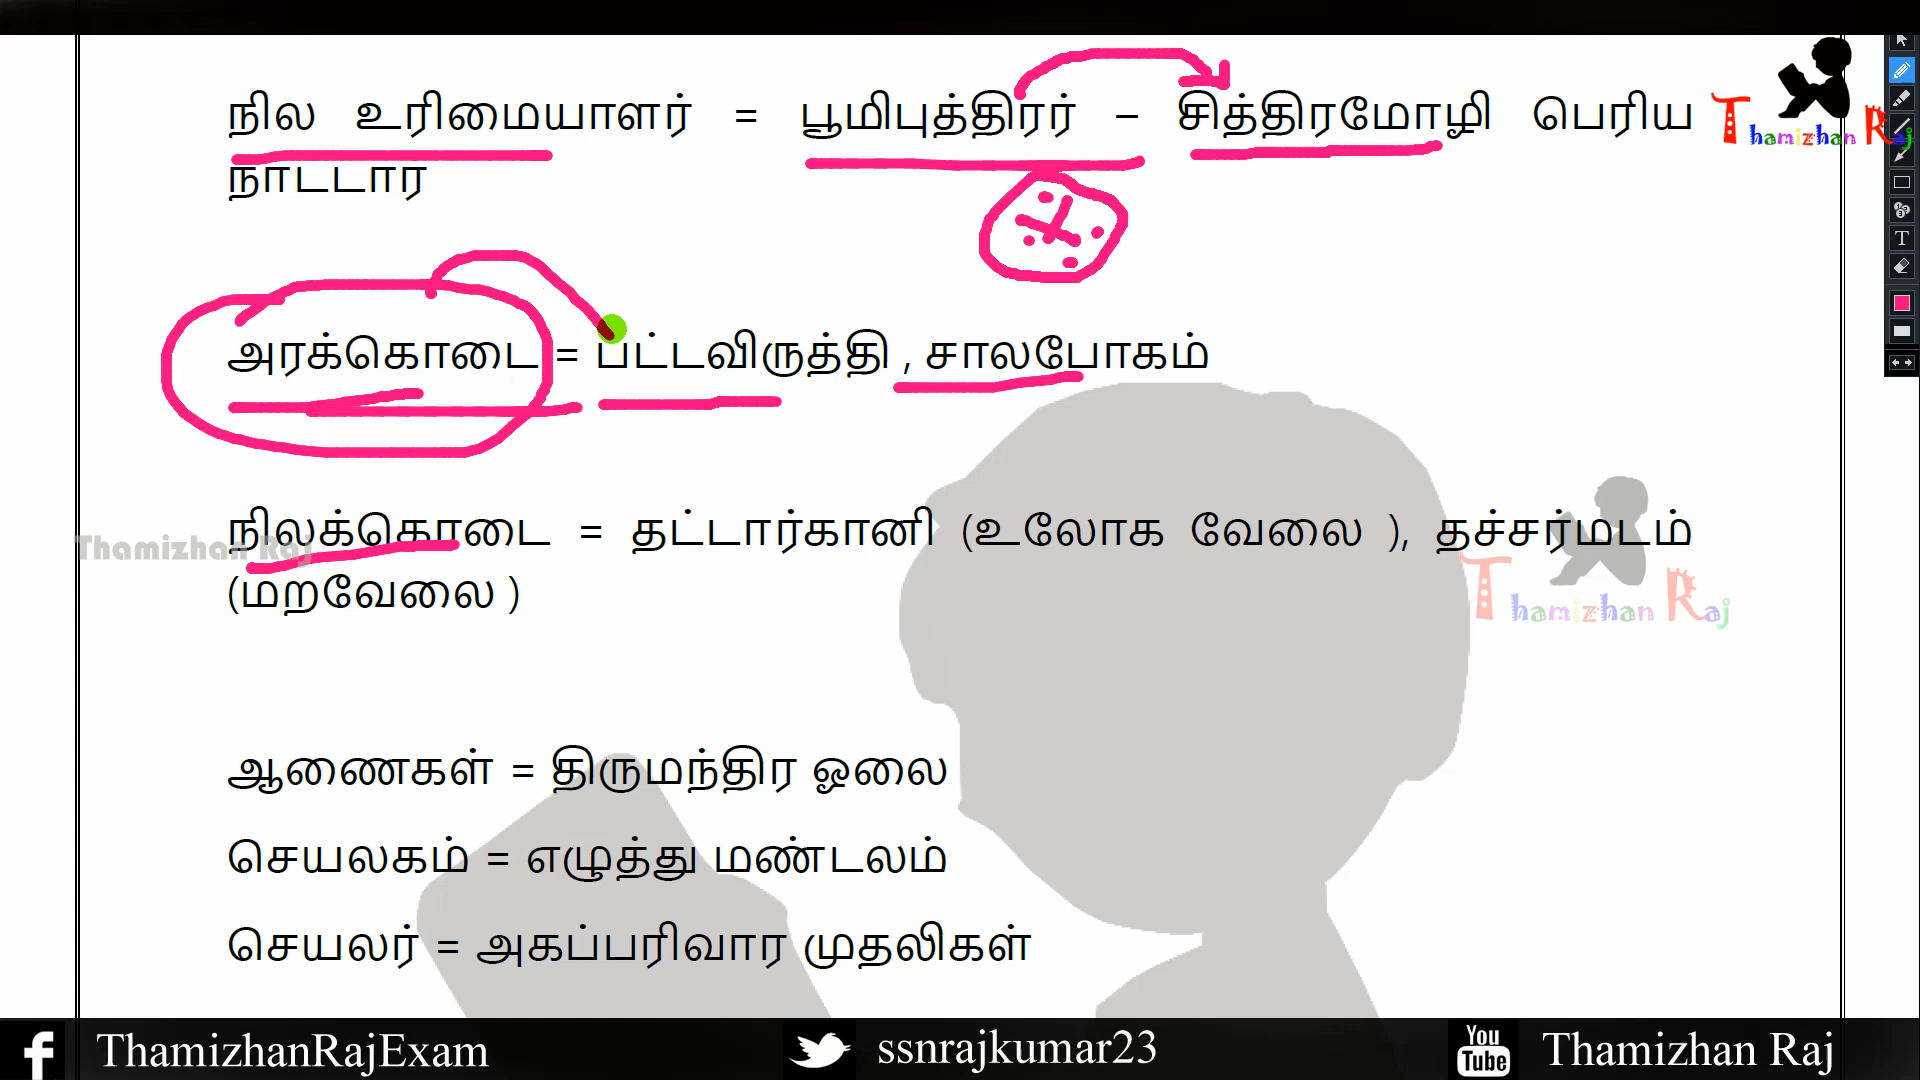 நில உரிமையாளர் = பூமிபுத்திரர் – சித்திரமோழி பெரிய
நாட்டார்
Thamizhan Raj
அரக்கொடை = பட்டவிருத்தி , சாலபோகம்
நிலக்கொடை = தட்டார்கானி (உலோக வேலை ), தச்சர்மடம்
Thamizhan Raj
(மறவேலை )
Thamizhan Raj
ஆணைகள் = திருமந்திர ஓலை
செயலகம் = எழுத்து மண்டலம்
செயலர் = அகப்பரிவார முதலிகள்
ThamizhanRajExam ssnrajkumar23 You Tube Thamizhan Raj